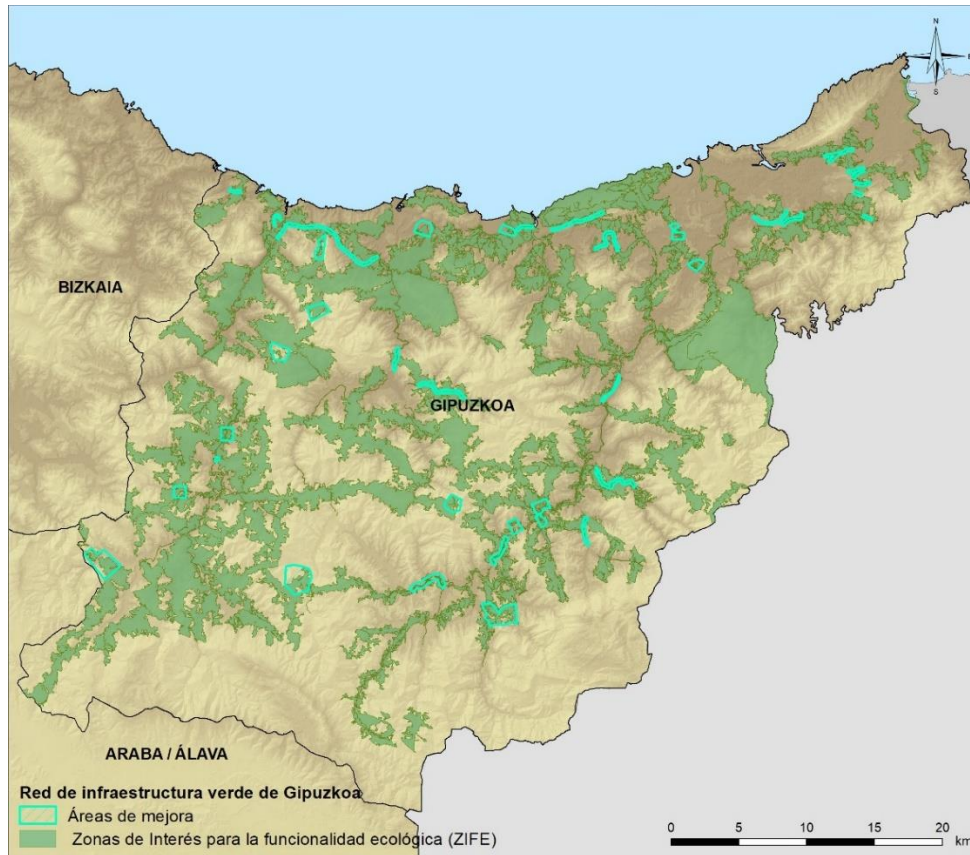 N
S
BIZKAIA
GIPUZKOA
ARABA / ÁLAVA
Red de infraestructura verde de Gipuzkoa
Áreas de mejora
Zonas de Interés para la funcionalidad ecológica (ZIFE)
0 5 10 15 20
km